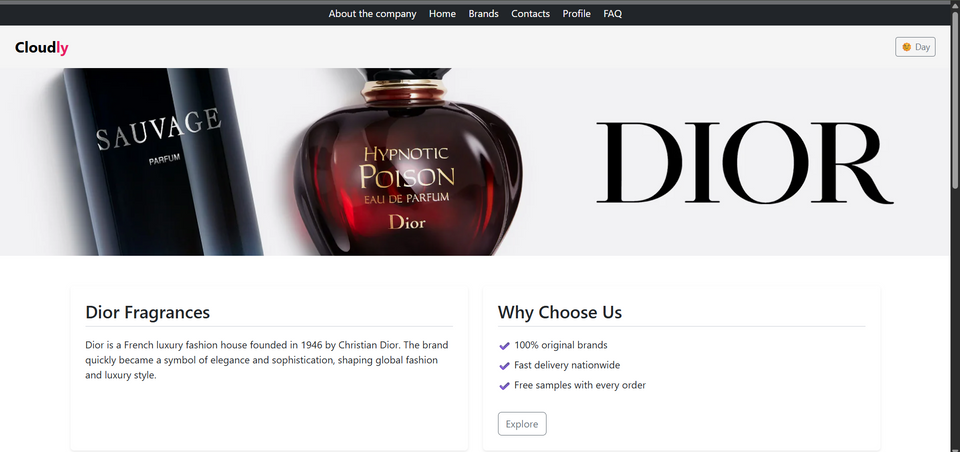 About the company Home Brands Contacts Profile FAQ
Cloudly
Day
SAUVAGE
PARFUM
HYPNOTIC
POISON
EAU DE PARFUM
Dior
DIOR
Dior Fragrances
Dior is a French luxury fashion house founded in 1946 by Christian Dior. The brand
quickly became a symbol of elegance and sophistication, shaping global fashion
and luxury style.
Why Choose Us
100% original brands
Fast delivery nationwide
Free samples with every order
Explore